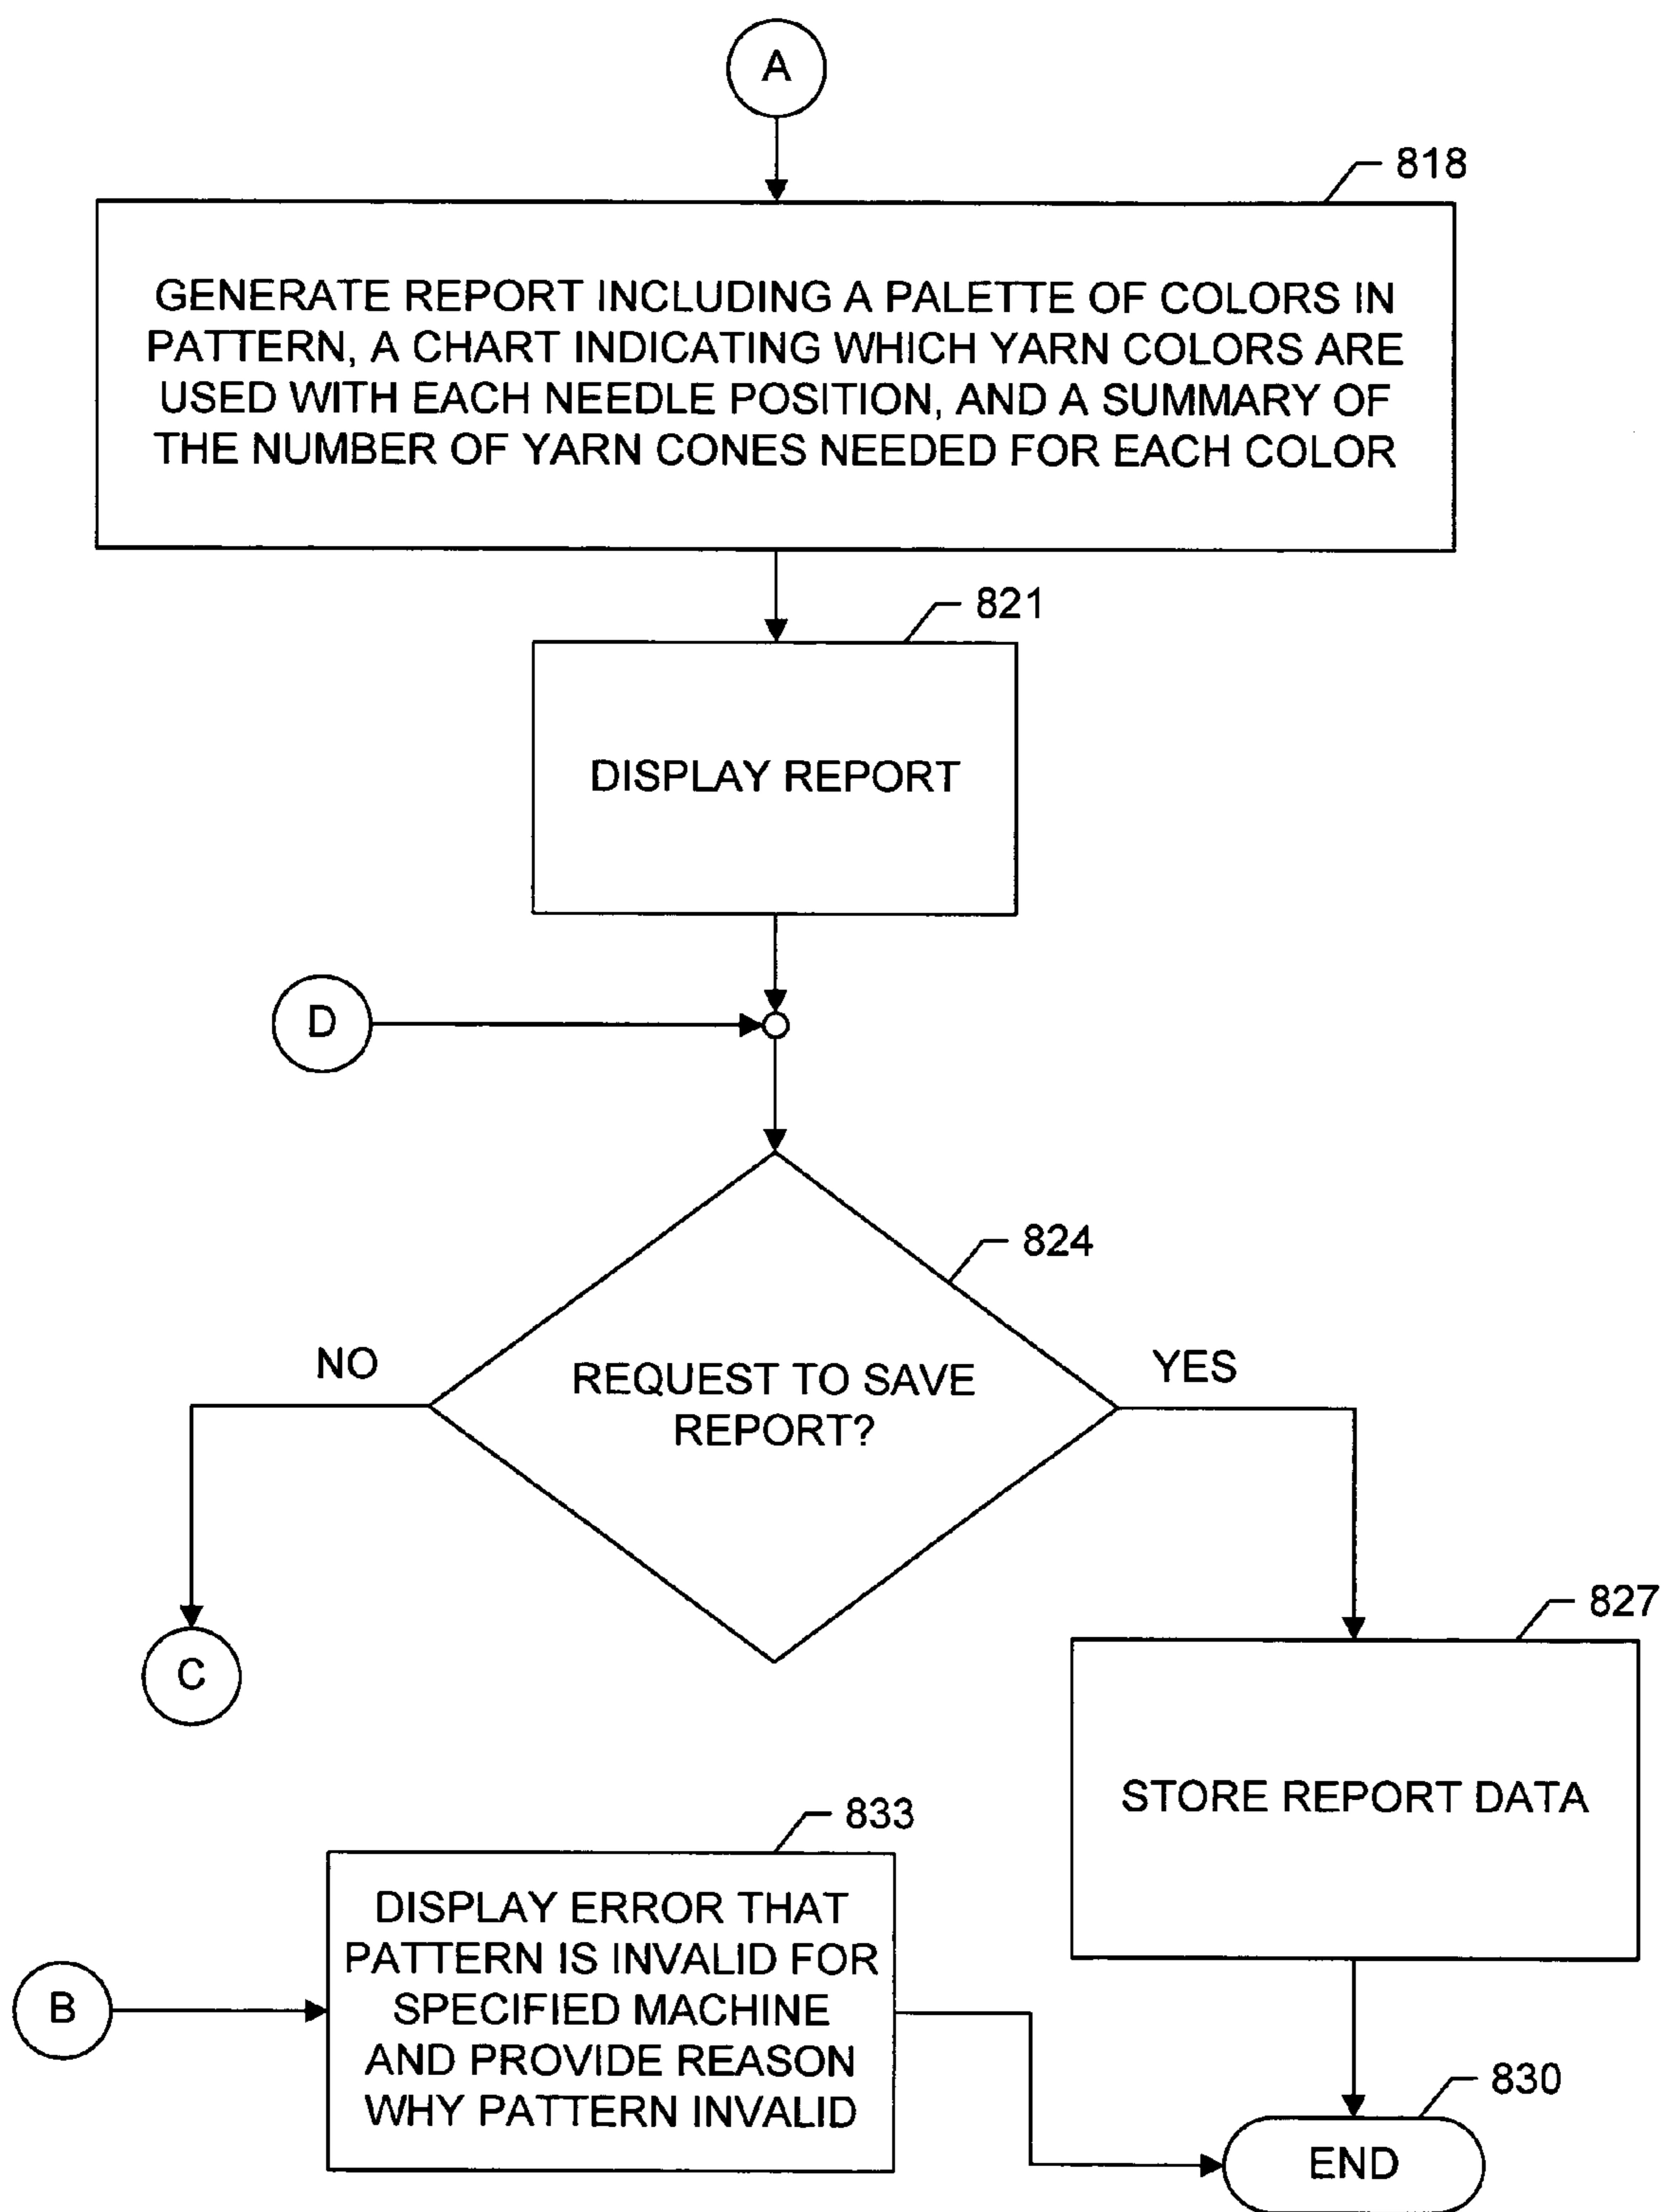 A
818
GENERATE REPORT INCLUDING A PALETTE OF COLORS IN
PATTERN, A CHART INDICATING WHICH YARN COLORS ARE
USED WITH EACH NEEDLE POSITION, AND A SUMMARY OF
THE NUMBER OF YARN CONES NEEDED FOR EACH COLOR
821
DISPLAY REPORT
D
824
NO
YES
REQUEST TO SAVE
REPORT?
C
827
STORE REPORT DATA
833
DISPLAY ERROR THAT
PATTERN IS INVALID FOR
SPECIFIED MACHINE
AND PROVIDE REASON
WHY PATTERN INVALID
B
830
END